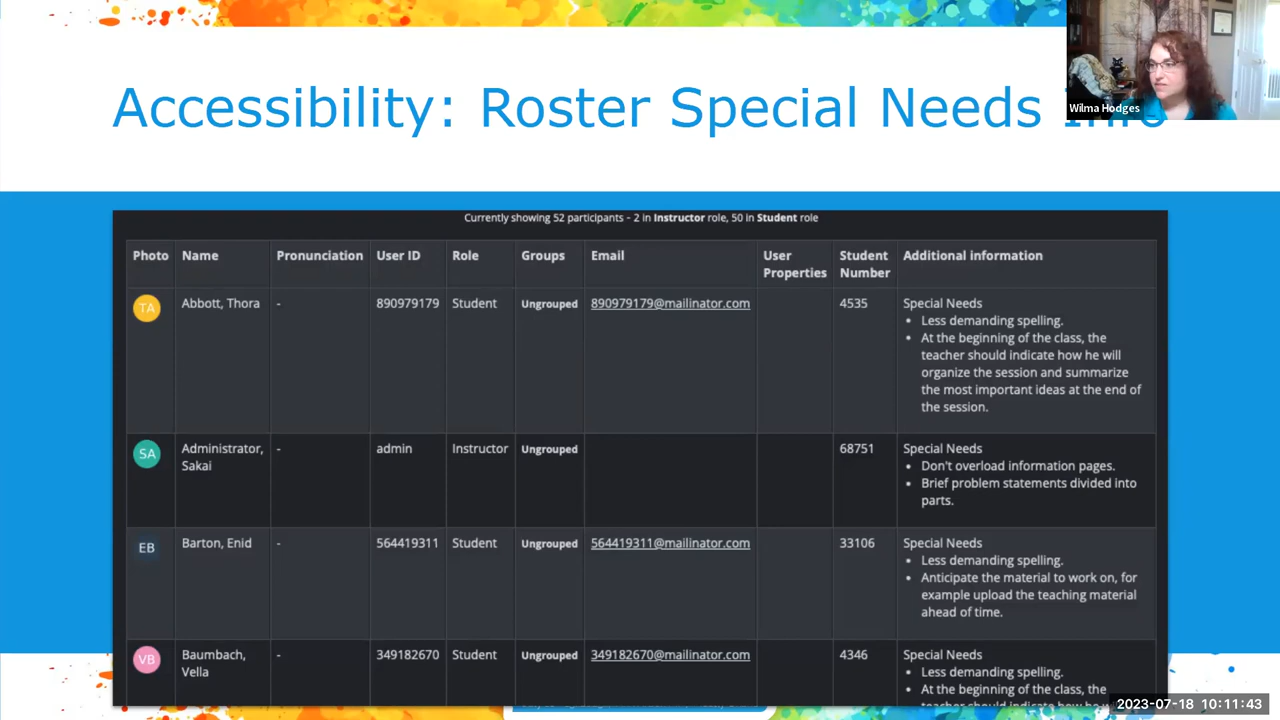 Accessibility: Roster Special Needs Info
Wilma Hodges
Currently showing 52 participants - 2 in Instructor role, 50 in Student role
Photo Name Pronunciation User ID Role Groups Email User Properties Student Number Additional information
TA Abbott, Thora - 890979179 Student Ungrouped 890979179@mailinator.com 4535 Special Needs
• Less demanding spelling.
• At the beginning of the class, the
teacher should indicate how he will
organize the session and summarize
the most important ideas at the end of
the session.
SA Administrator, Sakai - admin Instructor Ungrouped 68751 Special Needs
• Don't overload information pages.
• Brief problem statements divided into
parts.
EB Barton, Enid - 564419311 Student Ungrouped 564419311@mailinator.com 33106 Special Needs
• Less demanding spelling.
• Anticipate the material to work on, for
example upload the teaching material
ahead of time.
VB Baumbach, Vella - 349182670 Student Ungrouped 349182670@mailinator.com 4346 Special Needs
• Less demanding spelling.
• At the beginning of the class, the
2023-07-18 10:11:43